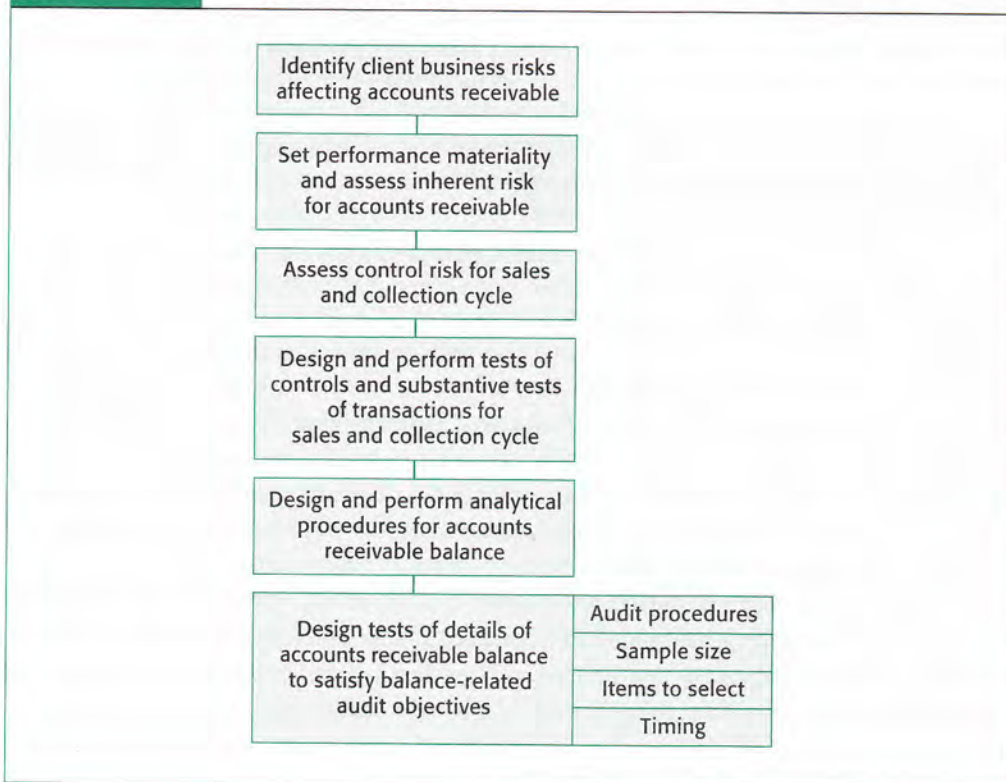 Identify client business risks
affecting accounts receivable
Set performance materiality
and assess inherent risk
for accounts receivable
Assess control risk for sales
and collection cycle
Design and perform tests of
controls and substantive tests
of transactions for
sales and collection cycle
Design and perform analytical
procedures for accounts
receivable balance
Design tests of details of
accounts receivable balance
to satisfy balance-related
audit objectives
Audit procedures
Sample size
Items to select
Timing